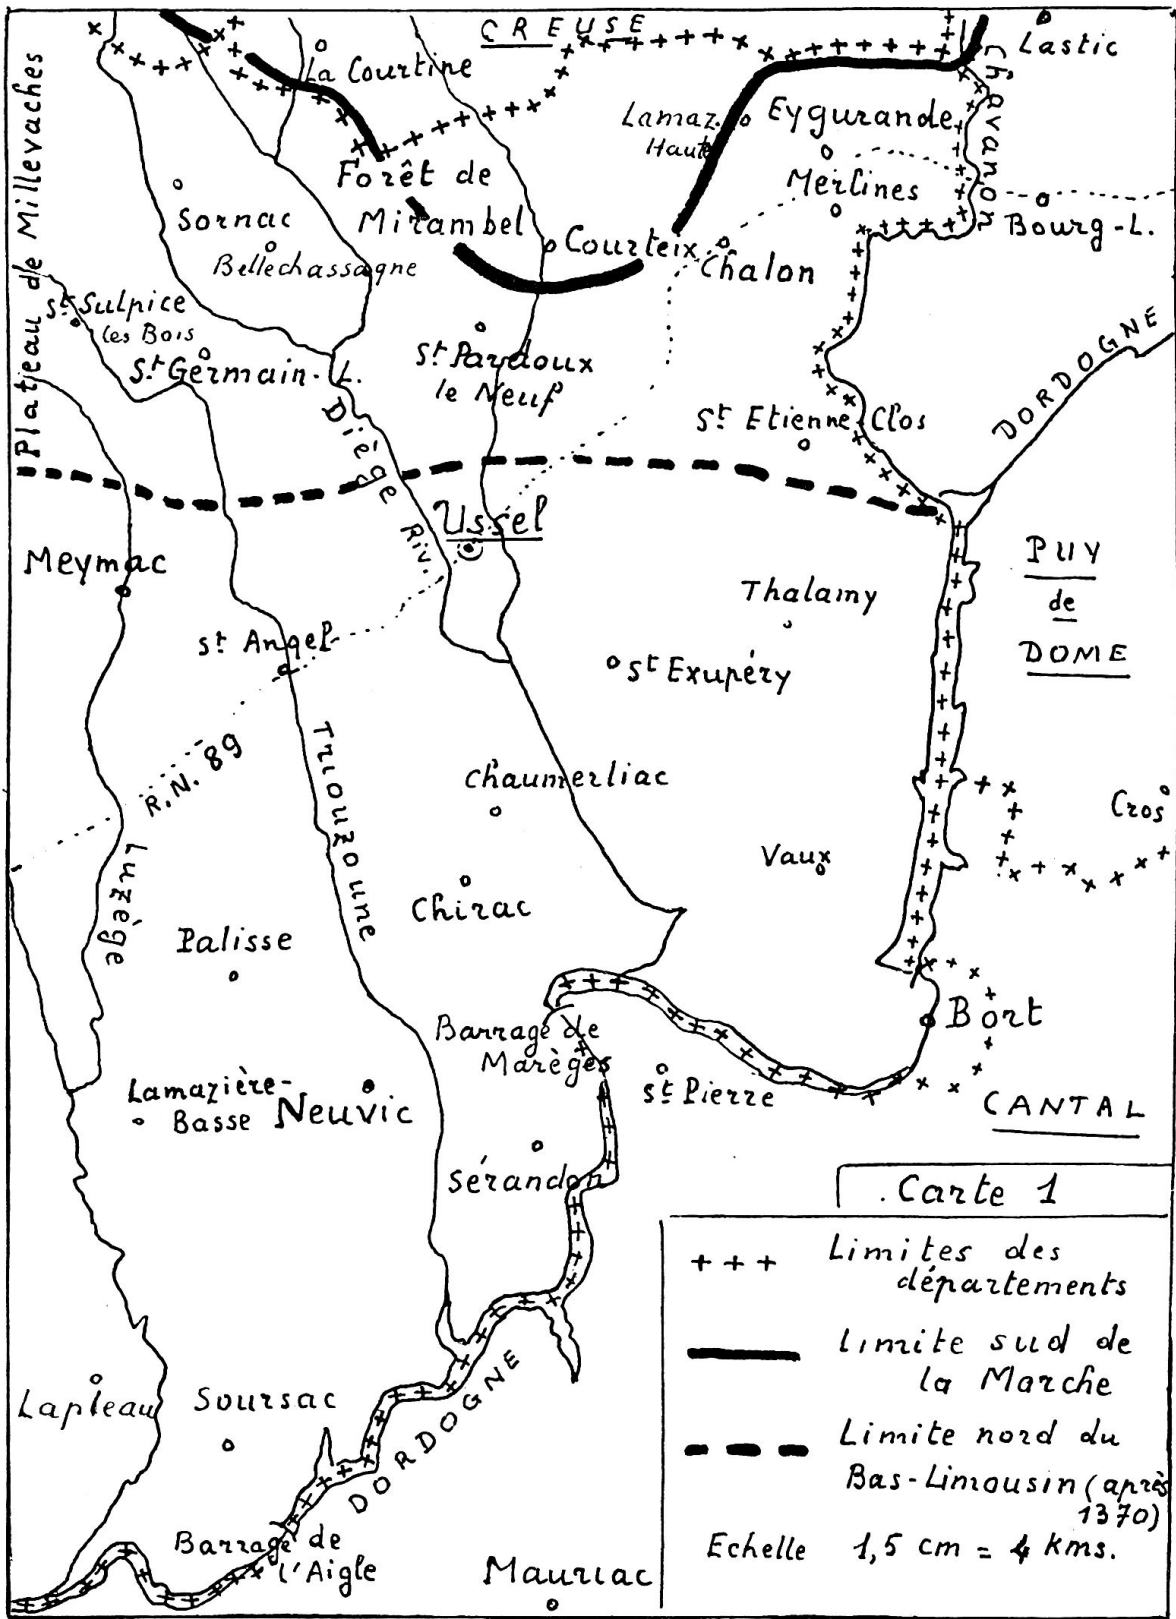 CREUSE
Lastic
La Courtine
Chavanon
Plateau de Millevaches
Lamaz.
Haute
Eygurande
Forêt de
Mirambel
Merlines
Sornac
Bourg-L.
Bellechassagne
Courteix
Chalon
St Sulpice
les Bois
St Germain-L.
St Pardoux
le Neuf
DORDOGNE
St Etienne Clos
Diège Riv.
Ussel
Meymac
PUY
de
DOME
Thalamy
St Angel
St Exupéry
R.N. 89
Triouzoune
Chaumerliac
Cros
Luzège
Vaux
Chirac
Palisse
Barrage de
Marèges
Bort
Lamazière-
Basse
Neuvic
St Pierre
CANTAL
Sérandon
Lapleau
Soursac
DORDOGNE
Barrage de
l'Aigle
Mauriac
Carte 1
+ + + Limites des
départements
Limite sud de
la Marche
Limite nord du
Bas-Limousin (après
1370)
Echelle 1,5 cm = 4 kms.